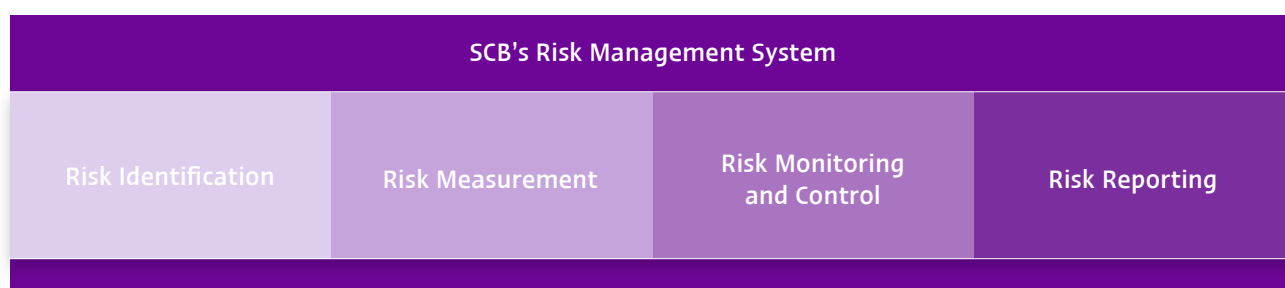 SCB’s Risk Management System
Risk Identification
Risk Measurement
Risk Monitoring
and Control
Risk Reporting